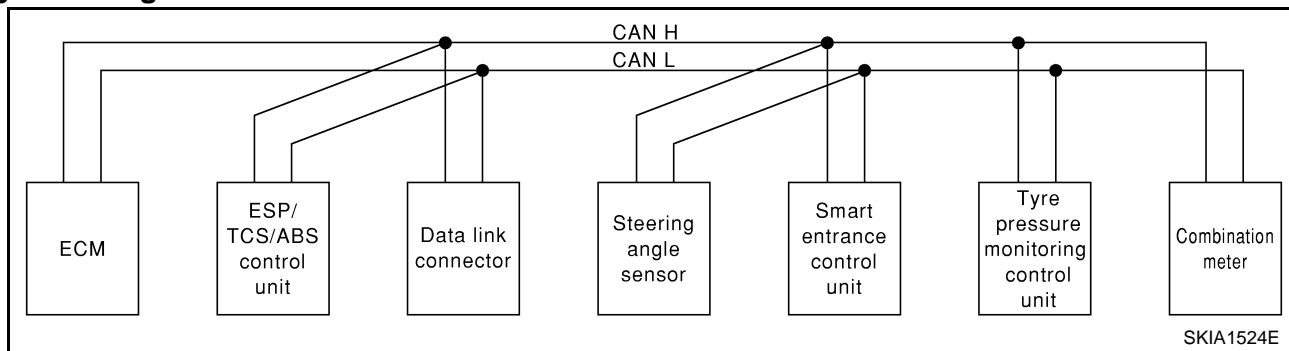 CAN H
CAN L
ECM
ESP/
TCS/ABS
control
unit
Data link
connector
Steering
angle
sensor
Smart
entrance
control
unit
Tyre
pressure
monitoring
control
unit
Combination
meter
SKIA1524E